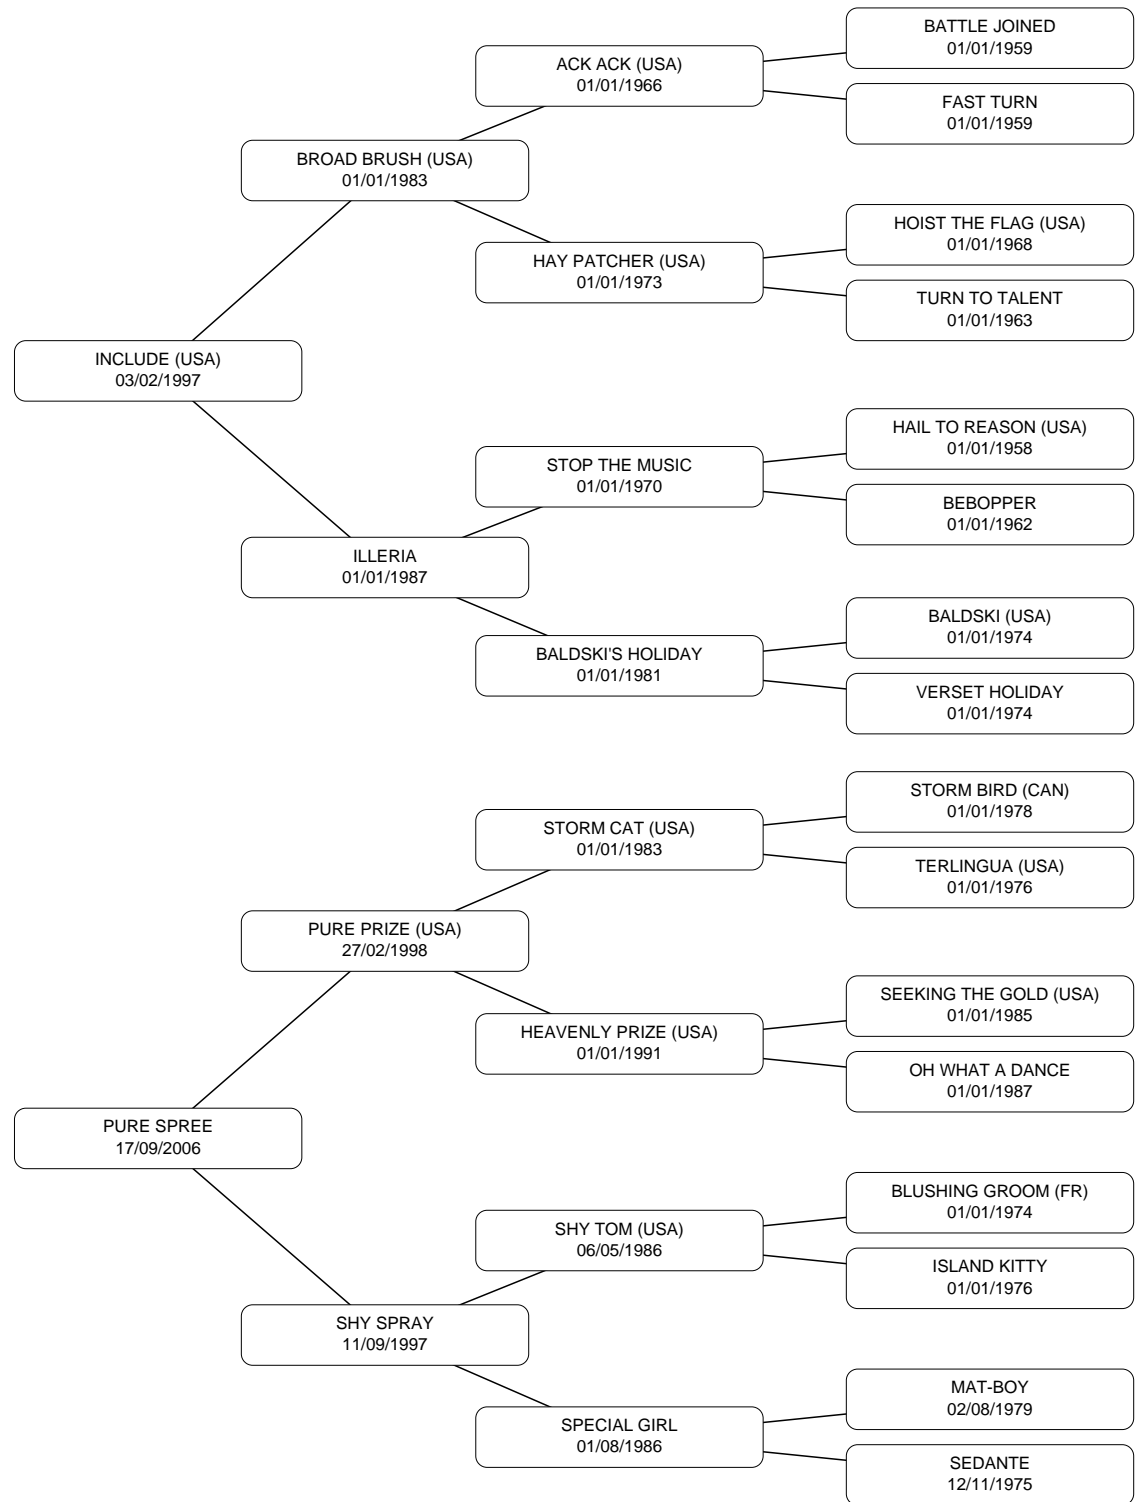 BATTLE JOINED
01/01/1959
ACK ACK (USA)
01/01/1966
FAST TURN
01/01/1959
BROAD BRUSH (USA)
01/01/1983
HOIST THE FLAG (USA)
01/01/1968
HAY PATCHER (USA)
01/01/1973
TURN TO TALENT
01/01/1963
INCLUDE (USA)
03/02/1997
HAIL TO REASON (USA)
01/01/1958
STOP THE MUSIC
01/01/1970
BEBOPPER
01/01/1962
ILLERIA
01/01/1987
BALDSKI (USA)
01/01/1974
BALDSKI'S HOLIDAY
01/01/1981
VERSET HOLIDAY
01/01/1974
STORM BIRD (CAN)
01/01/1978
STORM CAT (USA)
01/01/1983
TERLINGUA (USA)
01/01/1976
PURE PRIZE (USA)
27/02/1998
SEEKING THE GOLD (USA)
01/01/1985
HEAVENLY PRIZE (USA)
01/01/1991
OH WHAT A DANCE
01/01/1987
PURE SPREE
17/09/2006
BLUSHING GROOM (FR)
01/01/1974
SHY TOM (USA)
06/05/1986
ISLAND KITTY
01/01/1976
SHY SPRAY
11/09/1997
MAT-BOY
02/08/1979
SPECIAL GIRL
01/08/1986
SEDANTE
12/11/1975